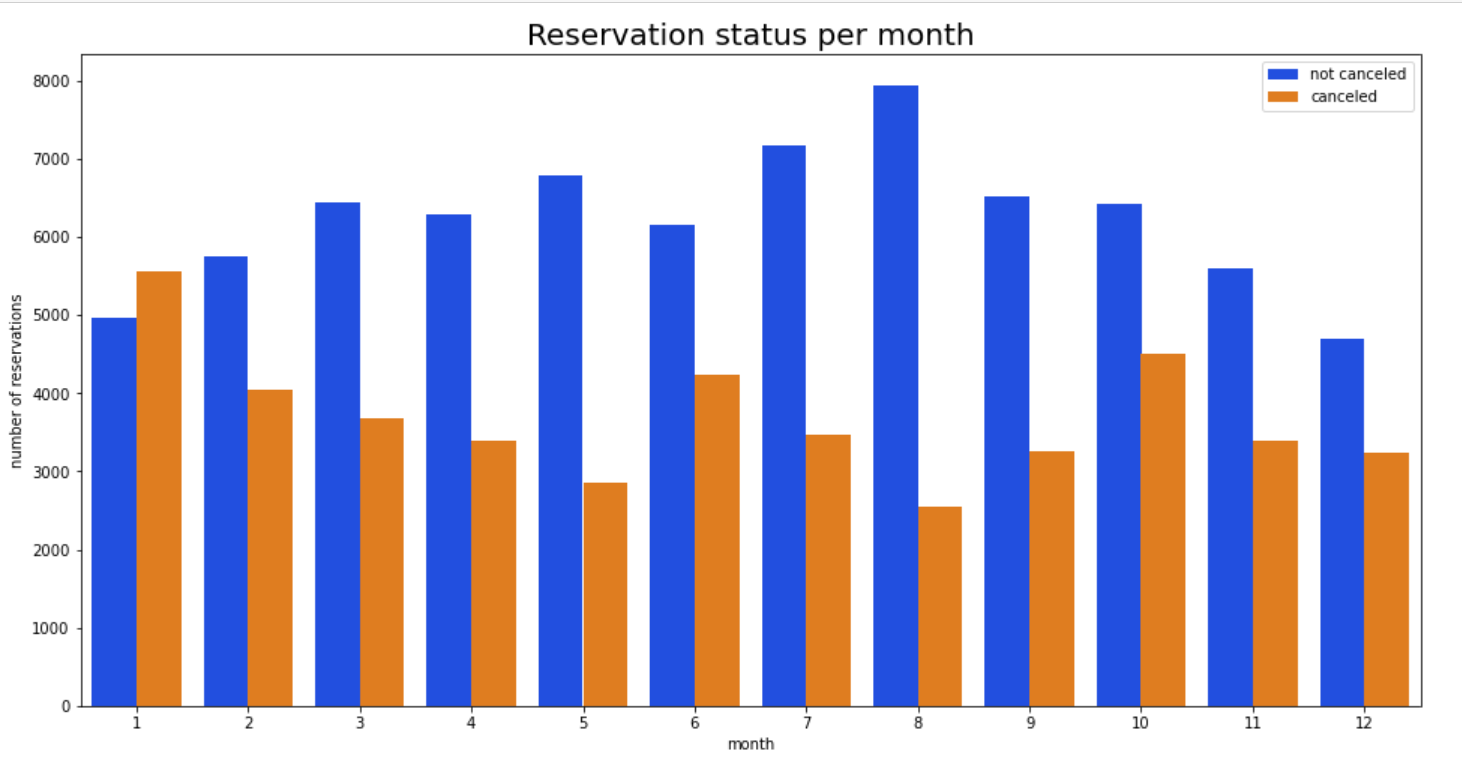 Reservation status per month
not canceled
canceled
8000
7000
6000
5000
4000
3000
2000
1000
0
number of reservations
1 2 3 4 5 6 7 8 9 10 11 12
month